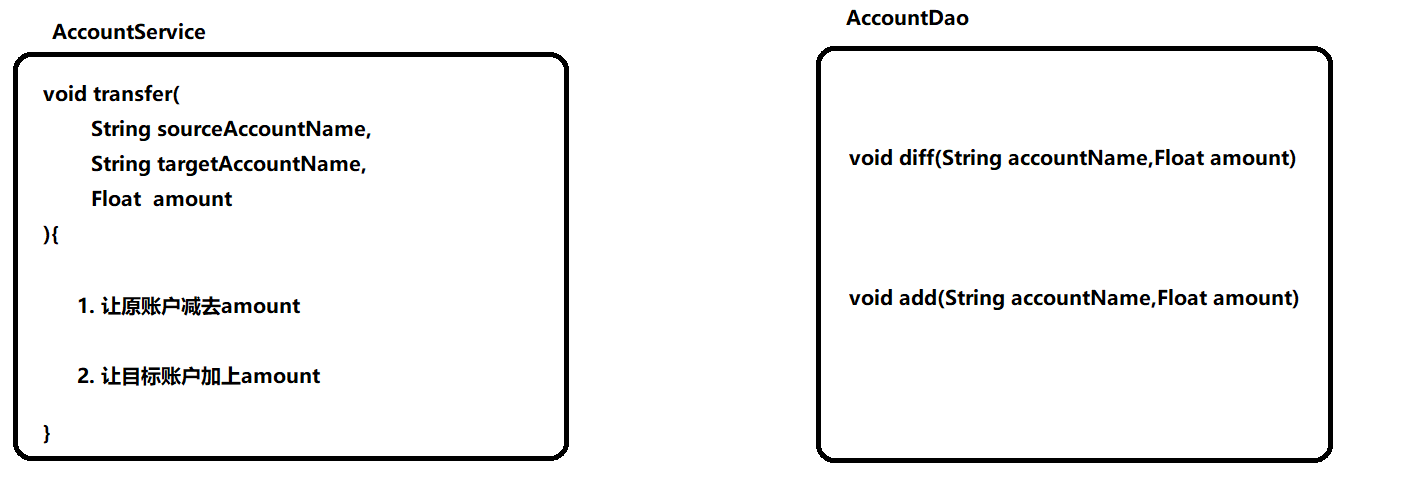 AccountService
void transfer(
String sourceAccountName,
String targetAccountName,
Float  amount
){
1. 让原账户减去amount
2. 让目标账户加上amount
}
AccountDao
void diff(String accountName,Float amount)
void add(String accountName,Float amount)